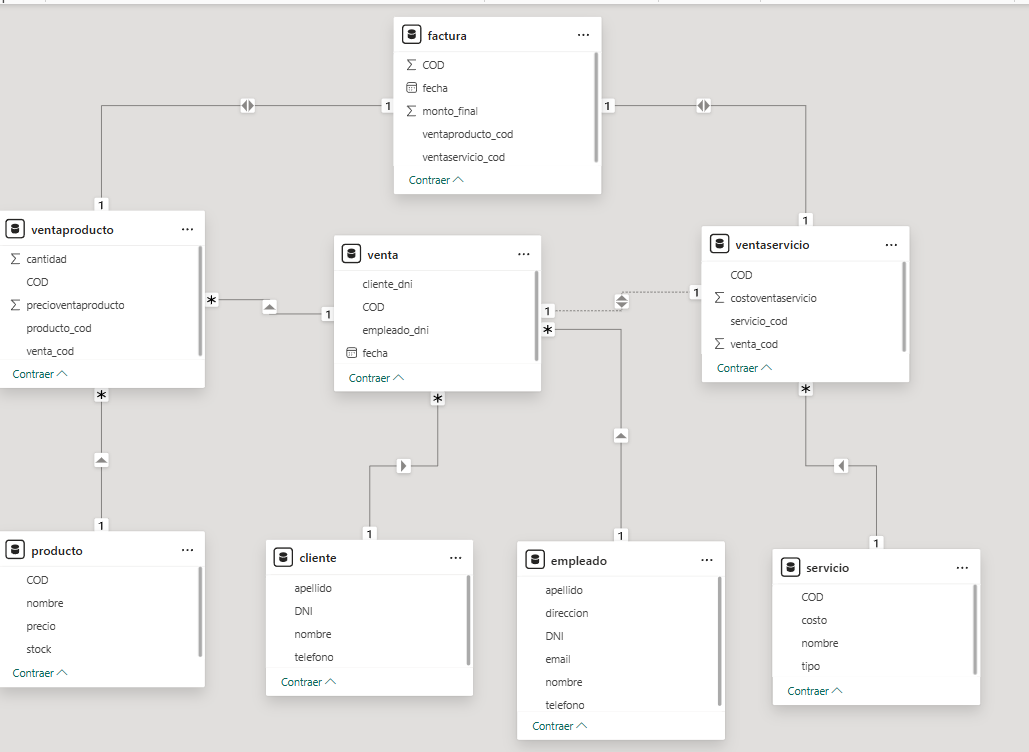 factura
COD
fecha
monto_final
ventaproducto_cod
ventaservicio_cod
Contraer
1
1
1
1
ventaproducto
cantidad
COD
precioventaproducto
producto_cod
venta_cod
Contraer
*
1
venta
cliente_dni
COD
empleado_dni
fecha
Contraer
1
*
1
ventaservicio
COD
costoventaservicio
servicio_cod
venta_cod
Contraer
*
*
*
1
1
1
1
producto
COD
nombre
precio
stock
Contraer
cliente
apellido
DNI
nombre
telefono
Contraer
empleado
apellido
direccion
DNI
email
nombre
telefono
Contraer
servicio
COD
costo
nombre
tipo
Contraer